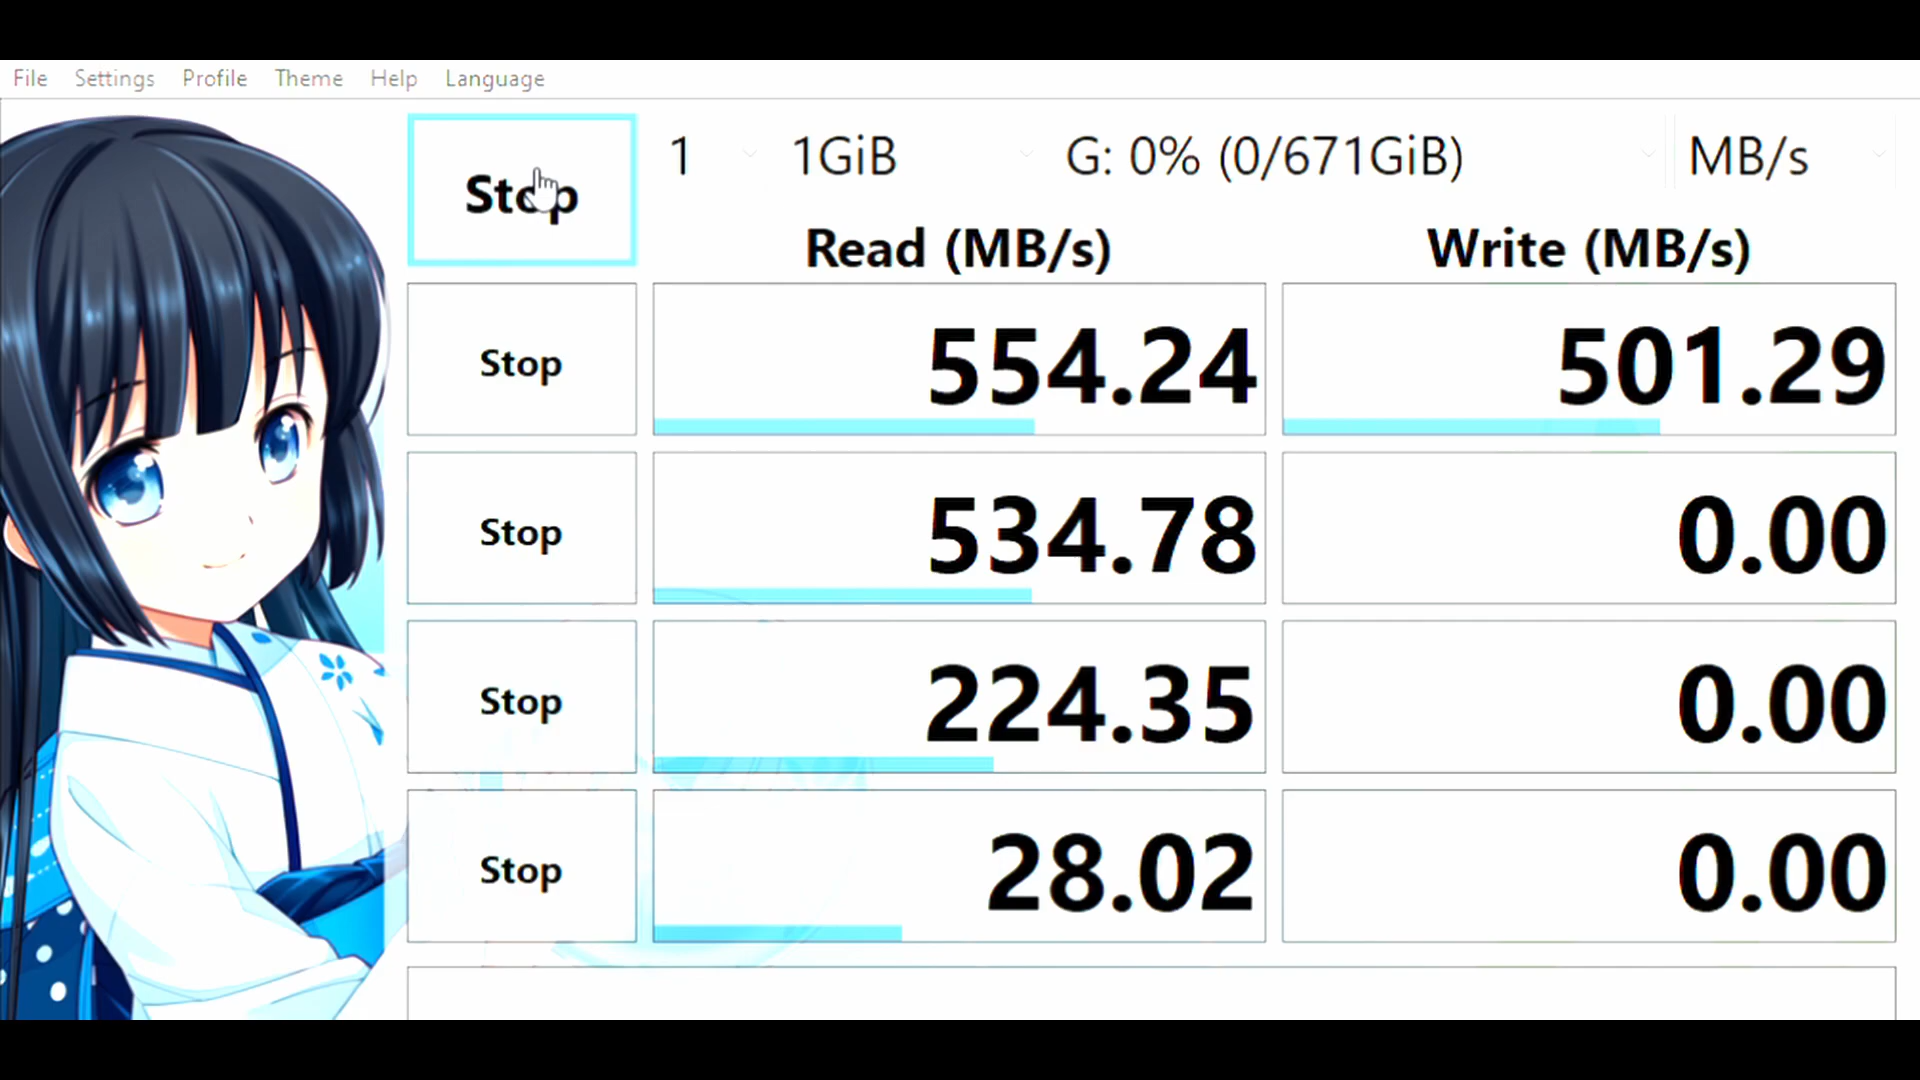 File Settings Profile Theme Help Language
Stop 1 1GiB G: 0% (0/671GiB) MB/s
Read (MB/s) Write (MB/s)
Stop 554.24 501.29
Stop 534.78 0.00
Stop 224.35 0.00
Stop 28.02 0.00